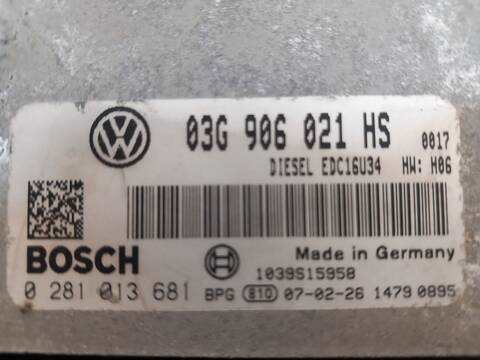 03G 906 021 HS 0017
DIESEL EDC16U34 HW: H06
BOSCH Made in Germany
1039S15958
0 281 013 681 BPG 810 07-02-26 1479 0895